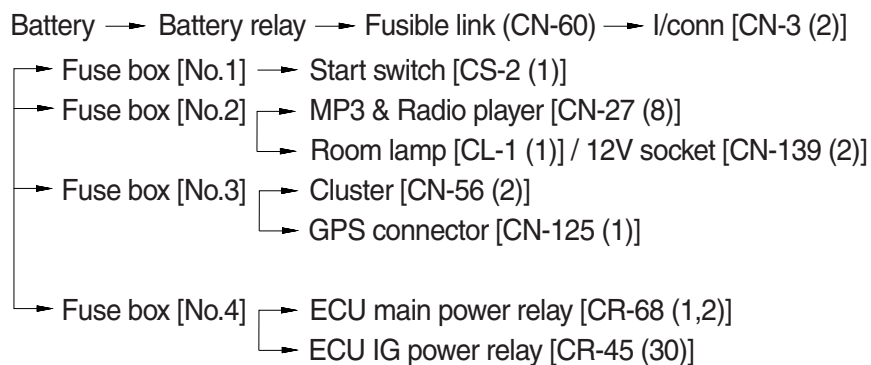 Battery → Battery relay → Fusible link (CN-60) → I/conn [CN-3 (2)]
Fuse box [No.1] → Start switch [CS-2 (1)]
Fuse box [No.2] → MP3 & Radio player [CN-27 (8)]
→ Room lamp [CL-1 (1)] / 12V socket [CN-139 (2)]
Fuse box [No.3] → Cluster [CN-56 (2)]
→ GPS connector [CN-125 (1)]
Fuse box [No.4] → ECU main power relay [CR-68 (1,2)]
→ ECU IG power relay [CR-45 (30)]